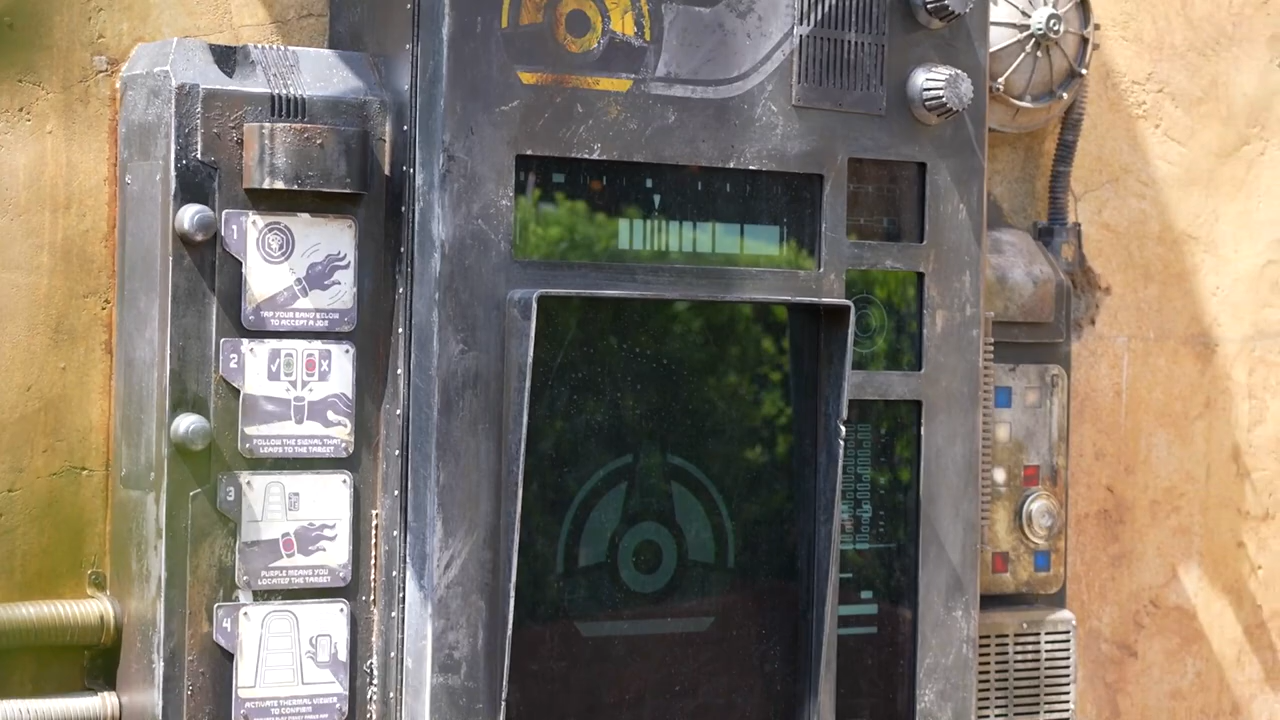 1
TAP YOUR BAND BELOW
TO ACCEPT A JOB
2
✓ X
FOLLOW THE SIGNAL THAT
LEADS TO THE TARGET
3
PURPLE MEANS YOU
LOCATED THE TARGET
4
ACTIVATE THERMAL VIEWER
TO CONFIRM